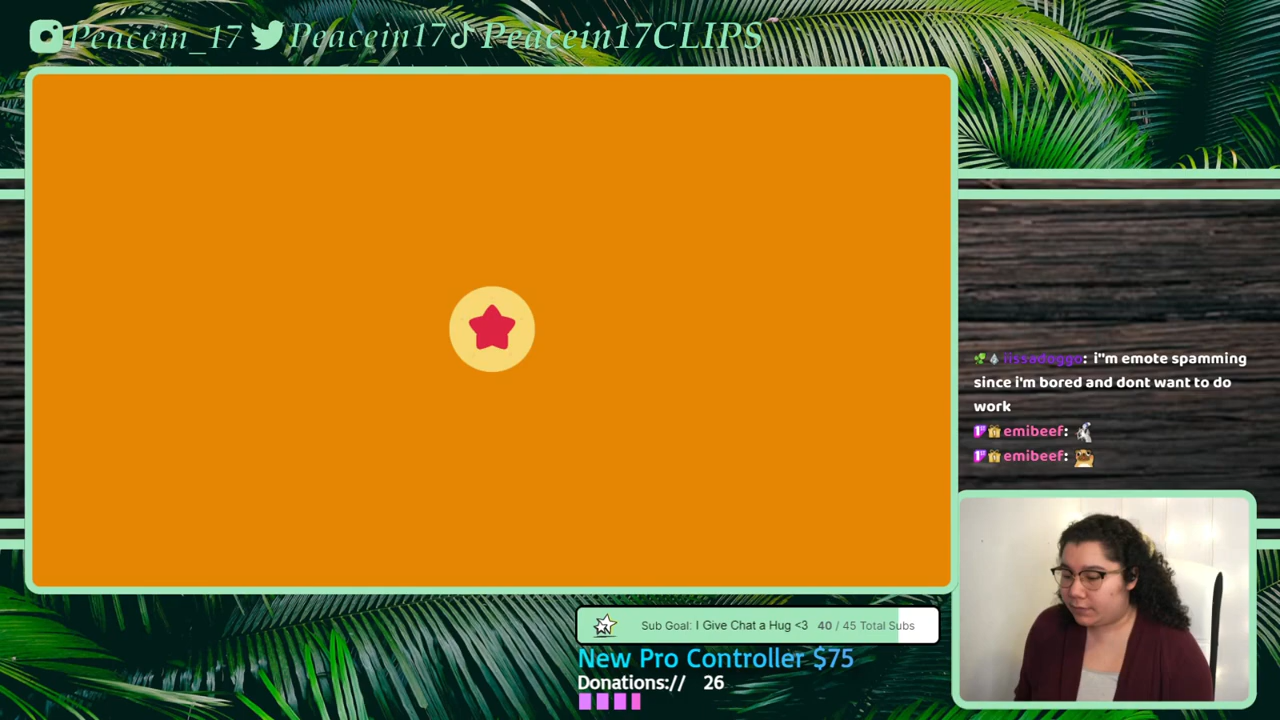 Peacein_17 Peacein17 Peacein17CLIPS
iissadoggo: i"m emote spamming
since i'm bored and dont want to do
work
emibeef:
emibeef:
Sub Goal: I Give Chat a Hug <3 40 / 45 Total Subs
New Pro Controller $75
Donations:// 26